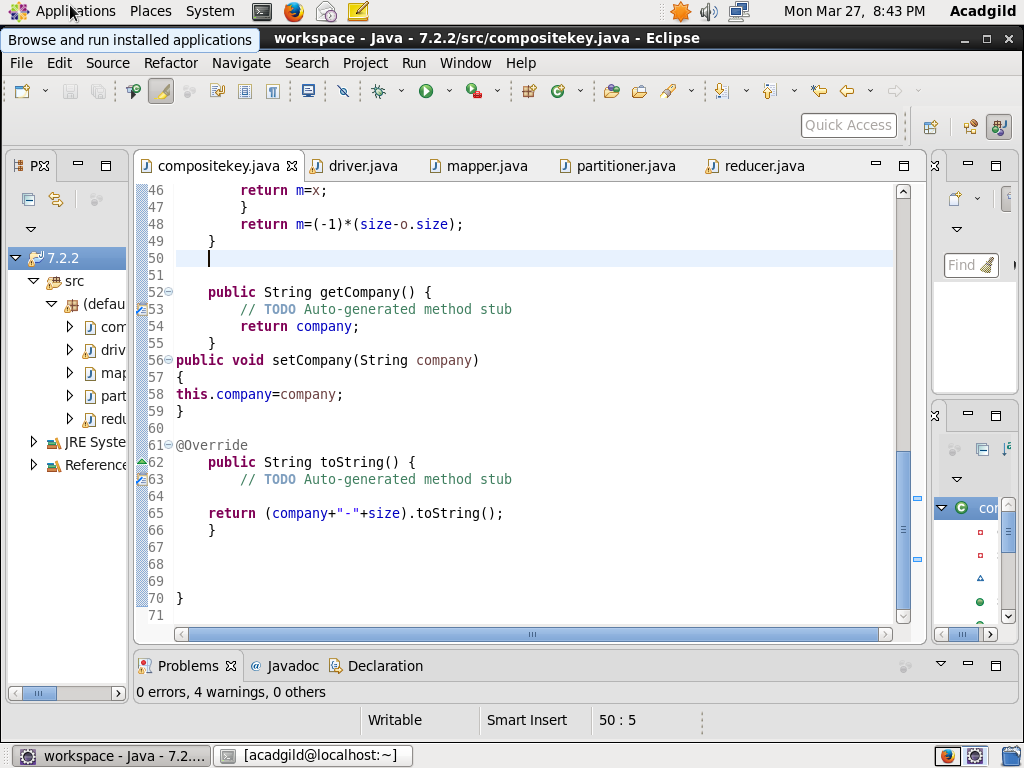 Applications Places System Mon Mar 27, 8:43 PM Acadgild
Browse and run installed applications
workspace - Java - 7.2.2/src/compositekey.java - Eclipse
File Edit Source Refactor Navigate Search Project Run Window Help
Quick Access
P compositekey.java driver.java mapper.java partitioner.java reducer.java
46 return m=x;
47 }
48 return m=(-1)*(size-o.size);
49 }
50
51
52 public String getCompany() {
53 // TODO Auto-generated method stub
54 return company;
55 }
56 public void setCompany(String company)
57 {
58 this.company=company;
59 }
60
61 @Override
62 public String toString() {
63 // TODO Auto-generated method stub
64
65 return (company+"-"+size).toString();
66 }
67
68
69
70 }
71
7.2.2
src
(defau
com
driv
map
part
redu
JRE Syste
Reference
Find
con
Problems @ Javadoc Declaration
0 errors, 4 warnings, 0 others
Writable Smart Insert 50 : 5
workspace - Java - 7.2.... [acadgild@localhost:~]